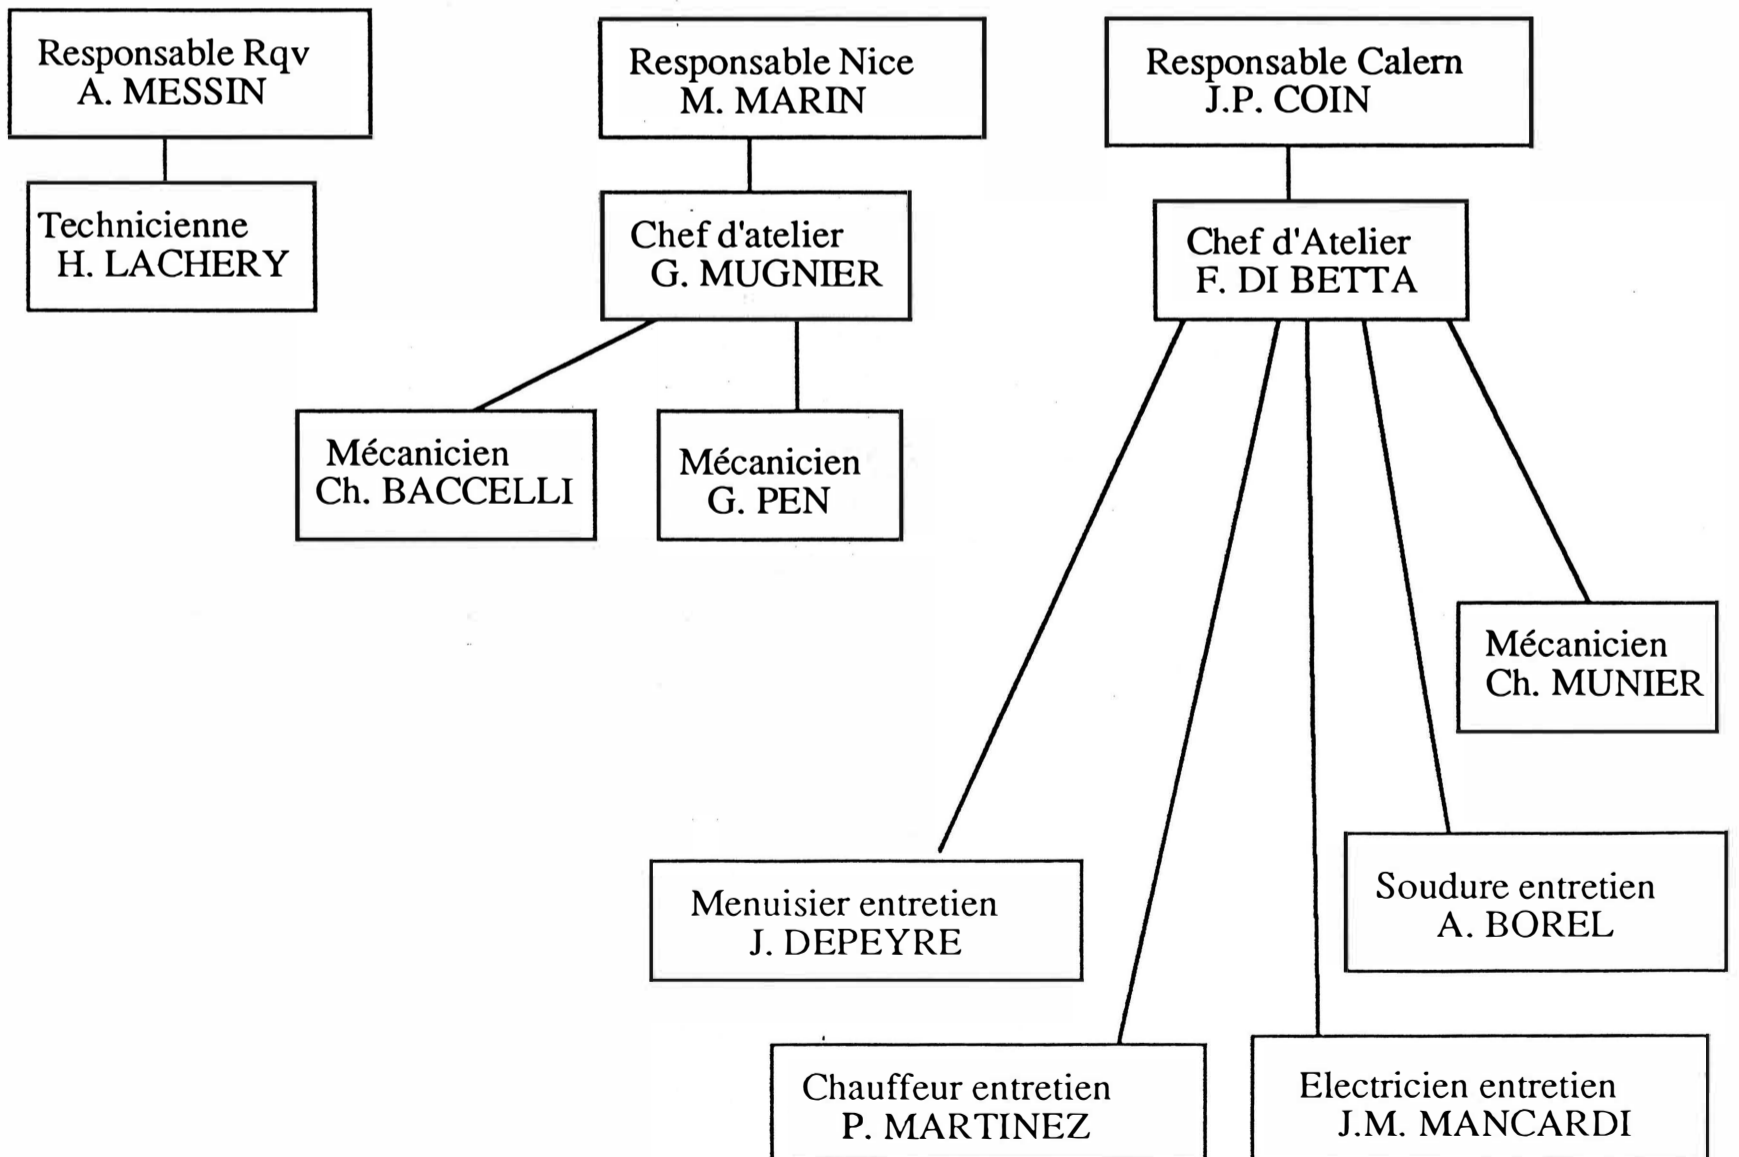 Responsable Rqv
A. MESSIN
Responsable Nice
M. MARIN
Responsable Calern
J.P. COIN
Technicienne
H. LACHERY
Chef d'atelier
G. MUGNIER
Chef d'Atelier
F. DI BETTA
Mécanicien
Ch. BACCELLI
Mécanicien
G. PEN
Mécanicien
Ch. MUNIER
Menuisier entretien
J. DEPEYRE
Soudure entretien
A. BOREL
Chauffeur entretien
P. MARTINEZ
Electricien entretien
J.M. MANCARDI